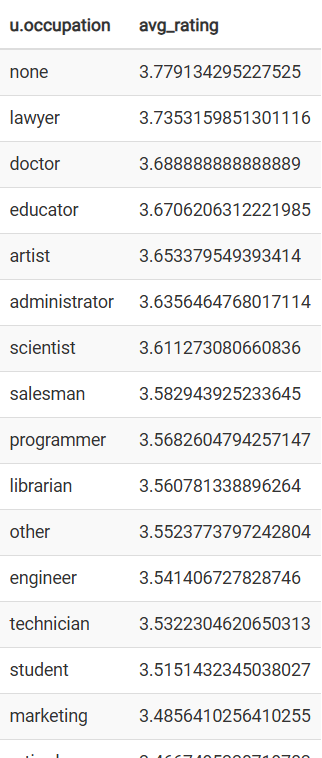 u.occupation avg_rating
none 3.779134295227525
lawyer 3.7353159851301116
doctor 3.688888888888889
educator 3.6706206312221985
artist 3.653379549393414
administrator 3.6356464768017114
scientist 3.611273080660836
salesman 3.582943925233645
programmer 3.5682604794257147
librarian 3.560781338896264
other 3.5523773797242804
engineer 3.541406727828746
technician 3.5322304620650313
student 3.5151432345038027
marketing 3.4856410256410255